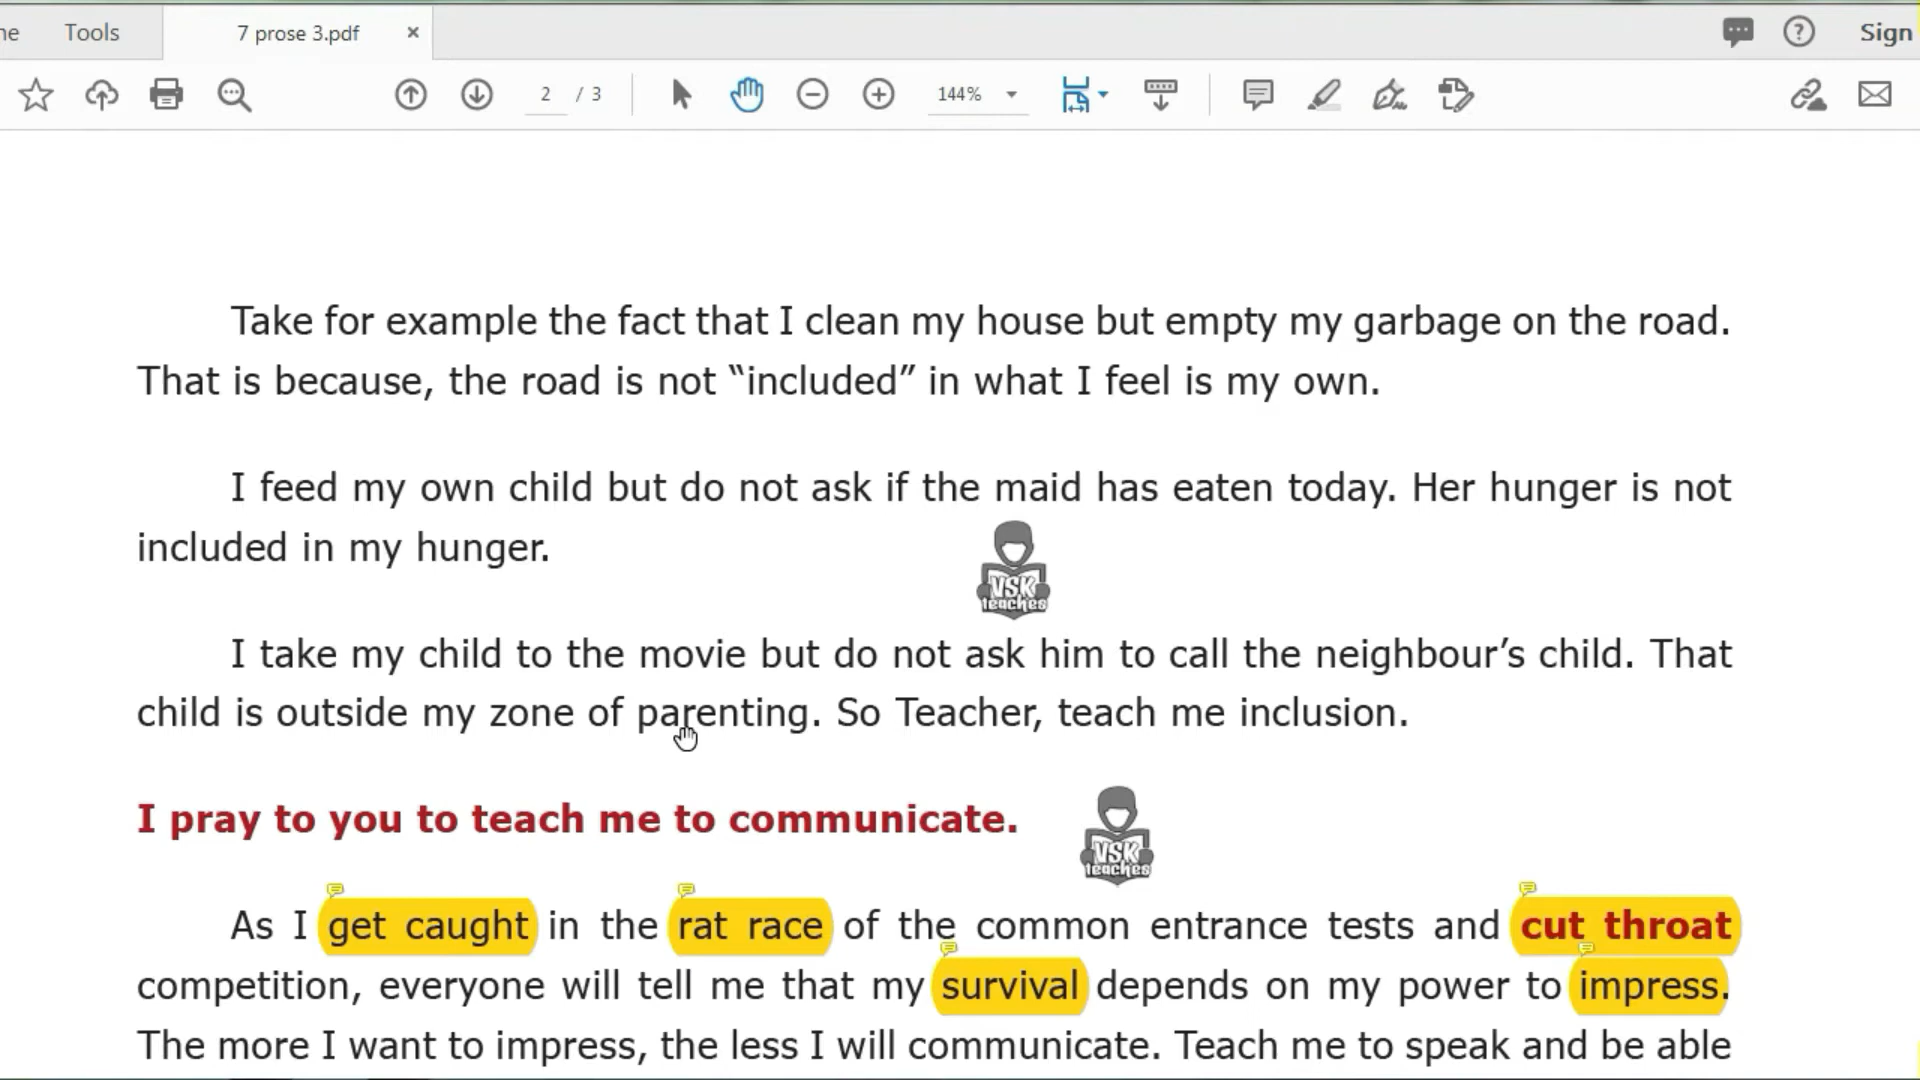 ne Tools 7 prose 3.pdf × Sign
2 / 3 144%
Take for example the fact that I clean my house but empty my garbage on the road.
That is because, the road is not “included” in what I feel is my own.
I feed my own child but do not ask if the maid has eaten today. Her hunger is not
included in my hunger.
VSK
teaches
I take my child to the movie but do not ask him to call the neighbour’s child. That
child is outside my zone of parenting. So Teacher, teach me inclusion.
I pray to you to teach me to communicate.
VSK
teaches
As I get caught in the rat race of the common entrance tests and cut throat
competition, everyone will tell me that my survival depends on my power to impress.
The more I want to impress, the less I will communicate. Teach me to speak and be able